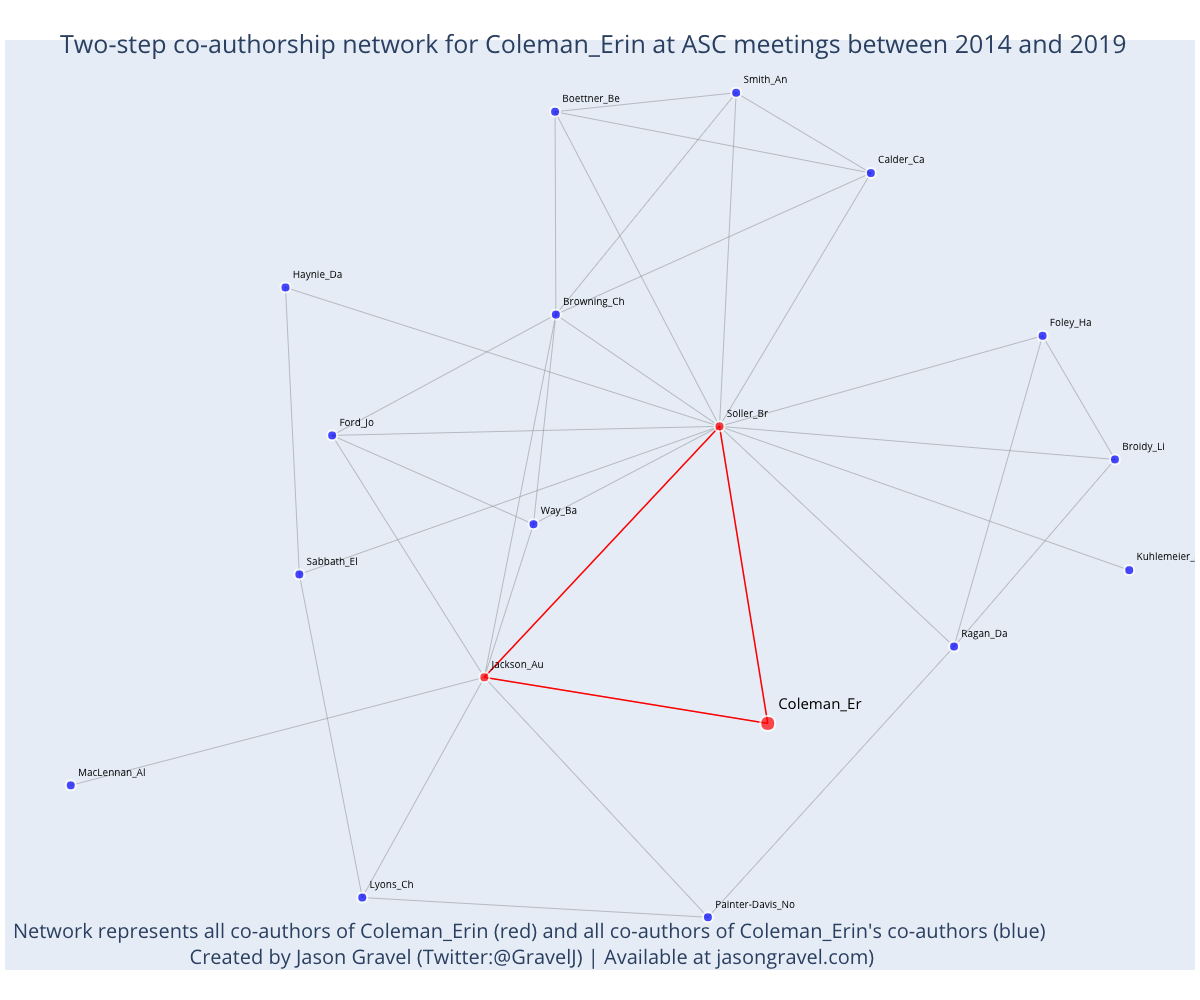 Two-step co-authorship network for Coleman_Erin at ASC meetings between 2014 and 2019
Smith_An
Boettner_Be
Calder_Ca
Haynie_Da
Browning_Ch
Foley_Ha
Soller_Br
Ford_Jo
Broidy_Li
Way_Ba
Sabbath_El
Kuhlemeier_
Ragan_Da
Jackson_Au
Coleman_Er
MacLennan_Al
Lyons_Ch
Painter-Davis_No
Network represents all co-authors of Coleman_Erin (red) and all co-authors of Coleman_Erin's co-authors (blue)
Created by Jason Gravel (Twitter:@GravelJ) | Available at jasongravel.com)